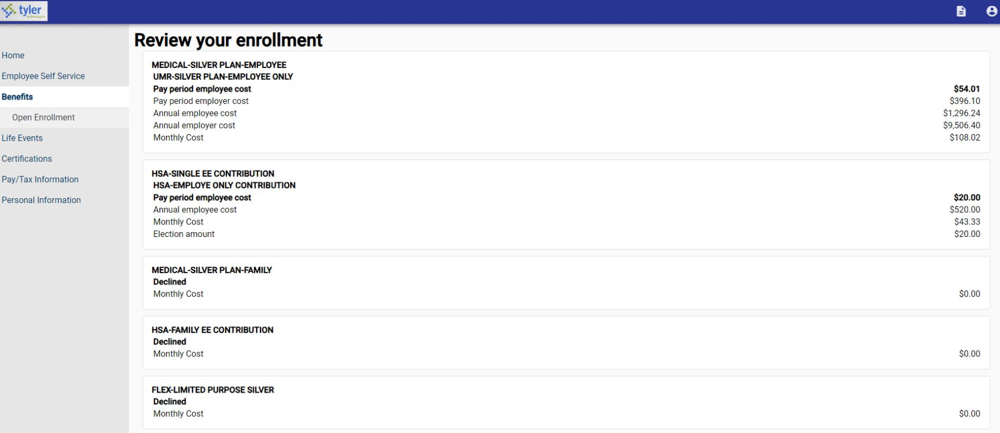 tyler
technologies
Review your enrollment
Home
Employee Self Service
Benefits
Open Enrollment
Life Events
Certifications
Pay/Tax Information
Personal Information
MEDICAL-SILVER PLAN-EMPLOYEE
UMR-SILVER PLAN-EMPLOYEE ONLY
Pay period employee cost $54.01
Pay period employer cost $396.10
Annual employee cost $1,296.24
Annual employer cost $9,506.40
Monthly Cost $108.02
HSA-SINGLE EE CONTRIBUTION
HSA-EMPLOYE ONLY CONTRIBUTION
Pay period employee cost $20.00
Annual employee cost $520.00
Monthly Cost $43.33
Election amount $20.00
MEDICAL-SILVER PLAN-FAMILY
Declined
Monthly Cost $0.00
HSA-FAMILY EE CONTRIBUTION
Declined
Monthly Cost $0.00
FLEX-LIMITED PURPOSE SILVER
Declined
Monthly Cost $0.00